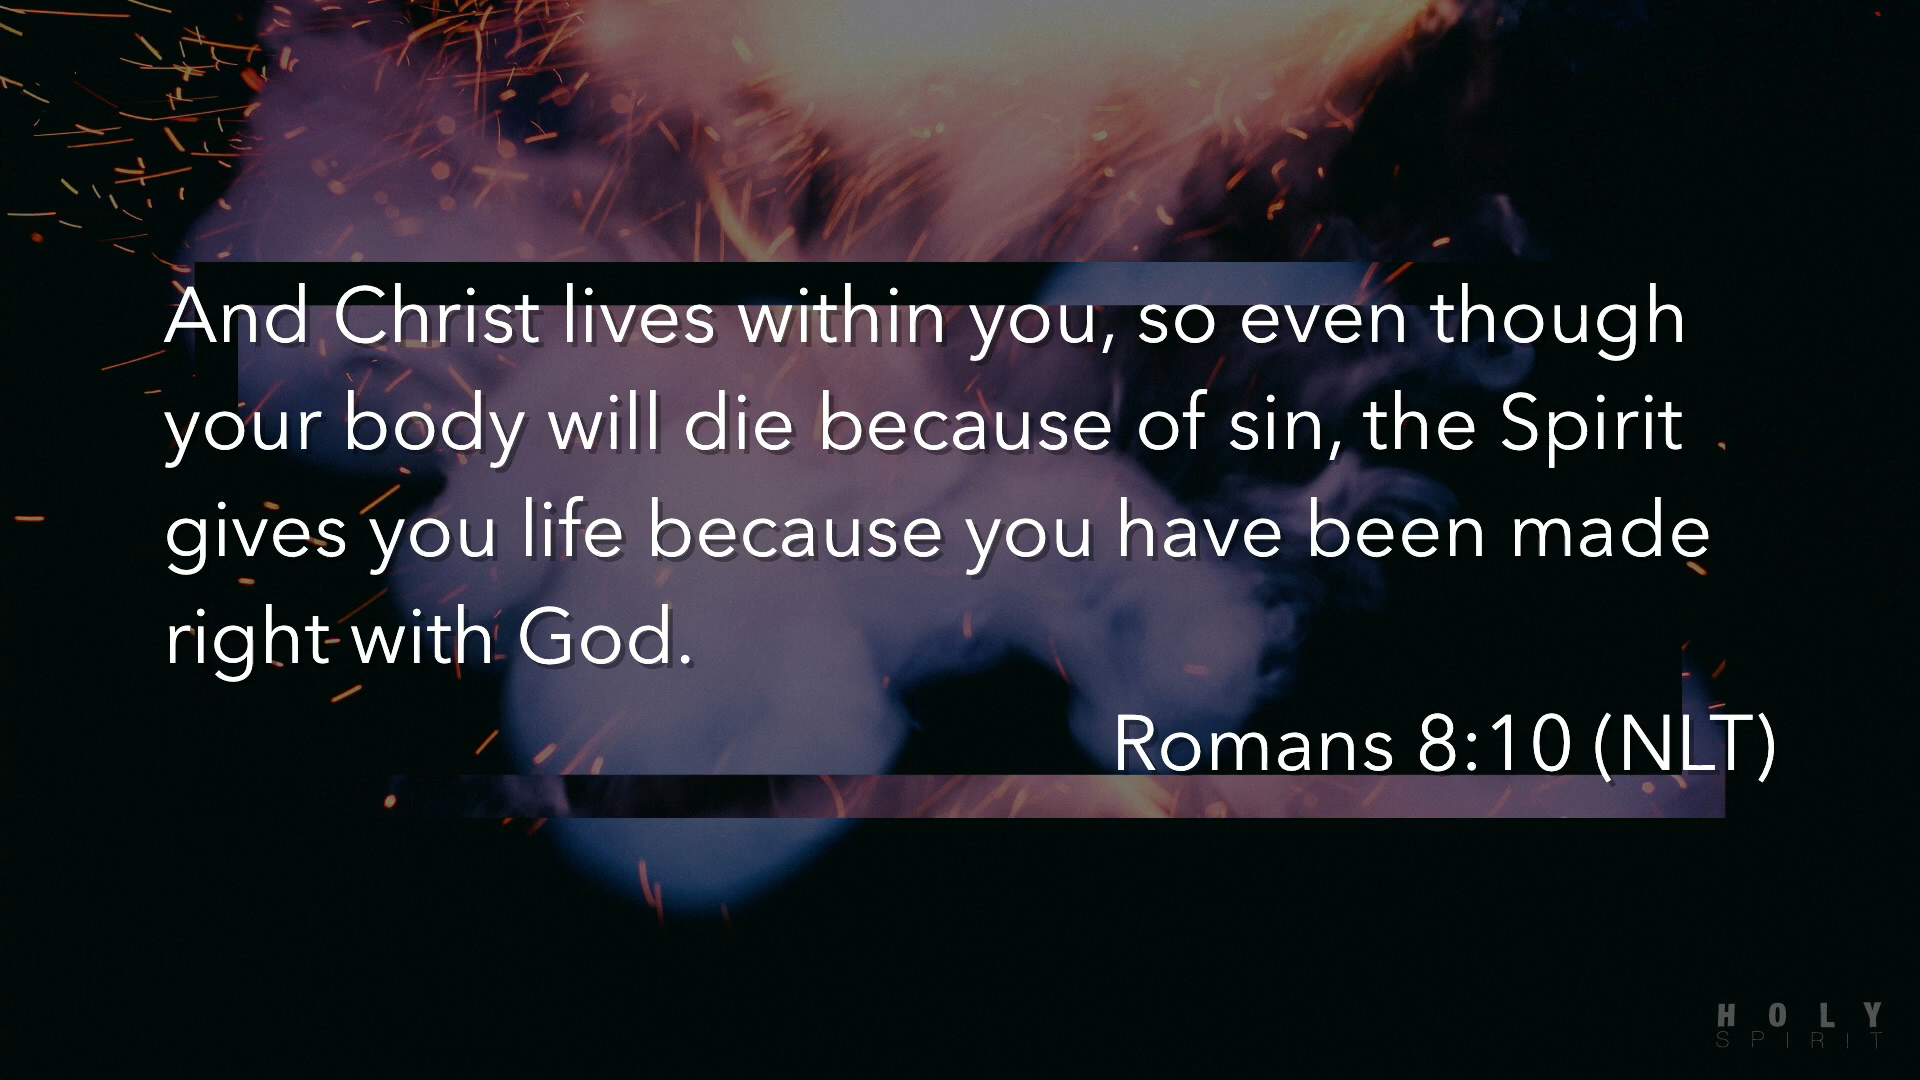 And Christ lives within you, so even though
your body will die because of sin, the Spirit
gives you life because you have been made
right with God.
Romans 8:10 (NLT)
HOLY
SPIRIT